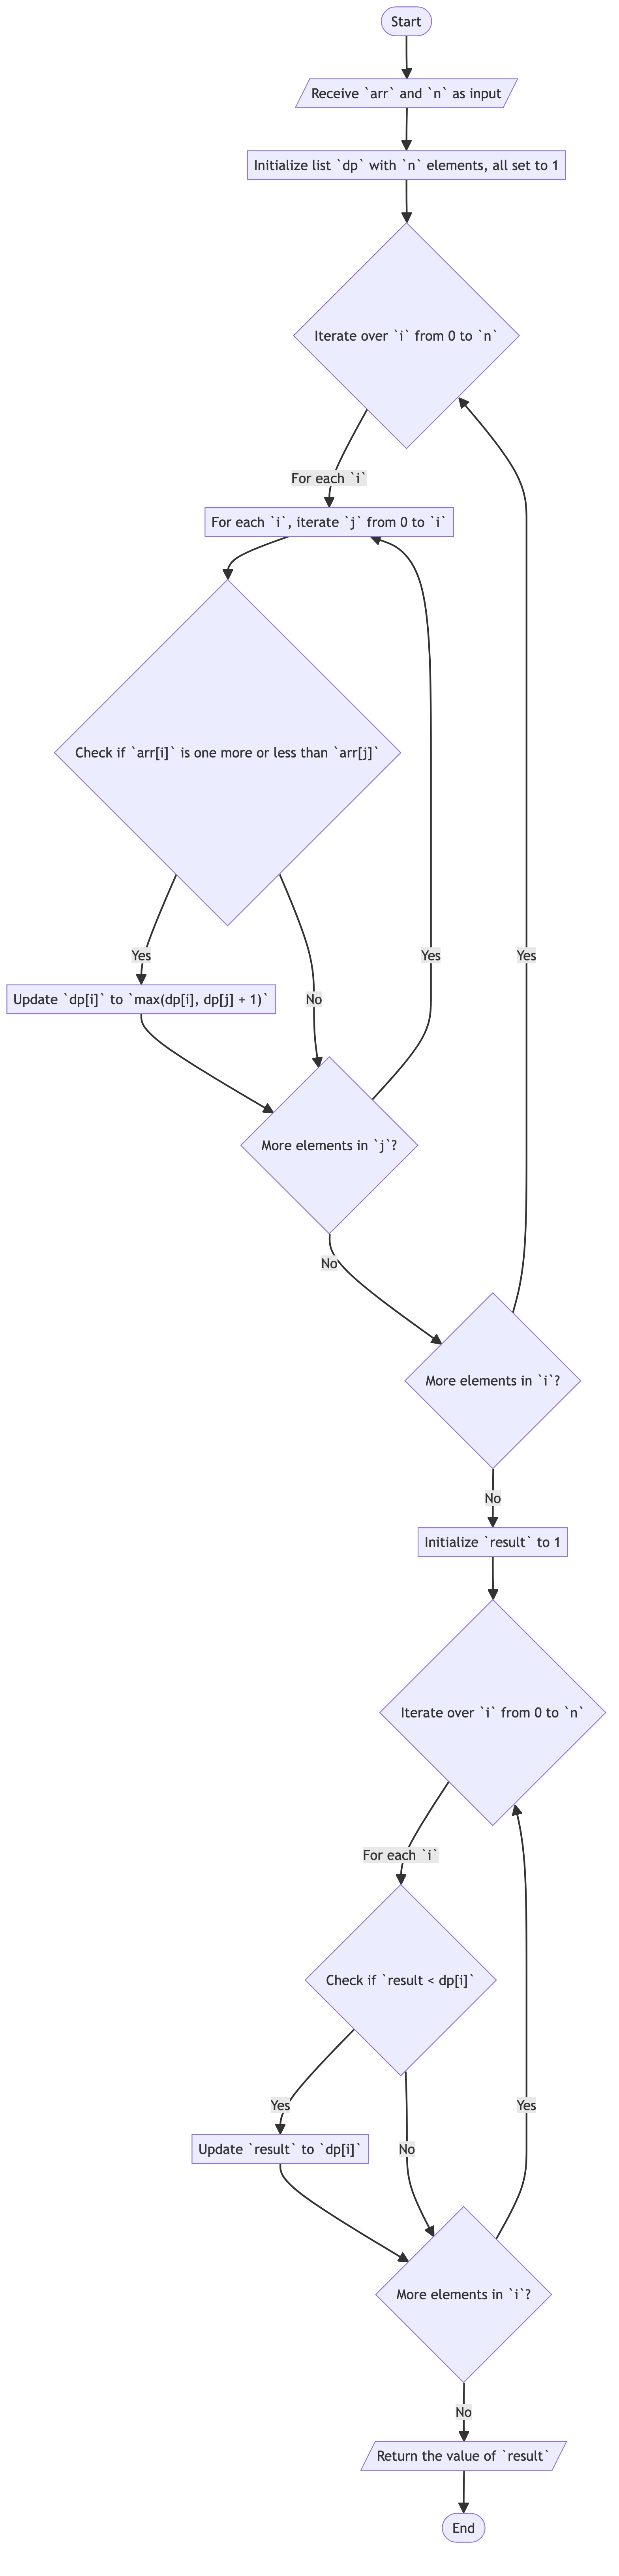 Start
Receive `arr` and `n` as input
Initialize list `dp` with `n` elements, all set to 1
Iterate over `i` from 0 to `n`
For each `i`
For each `i`, iterate `j` from 0 to `i`
Check if `arr[i]` is one more or less than `arr[j]`
Yes
Yes
Yes
Update `dp[i]` to `max(dp[i], dp[j] + 1)`
No
More elements in `j`?
No
More elements in `i`?
No
Initialize `result` to 1
Iterate over `i` from 0 to `n`
For each `i`
Check if `result < dp[i]`
Yes
Yes
Update `result` to `dp[i]`
No
More elements in `i`?
No
Return the value of `result`
End